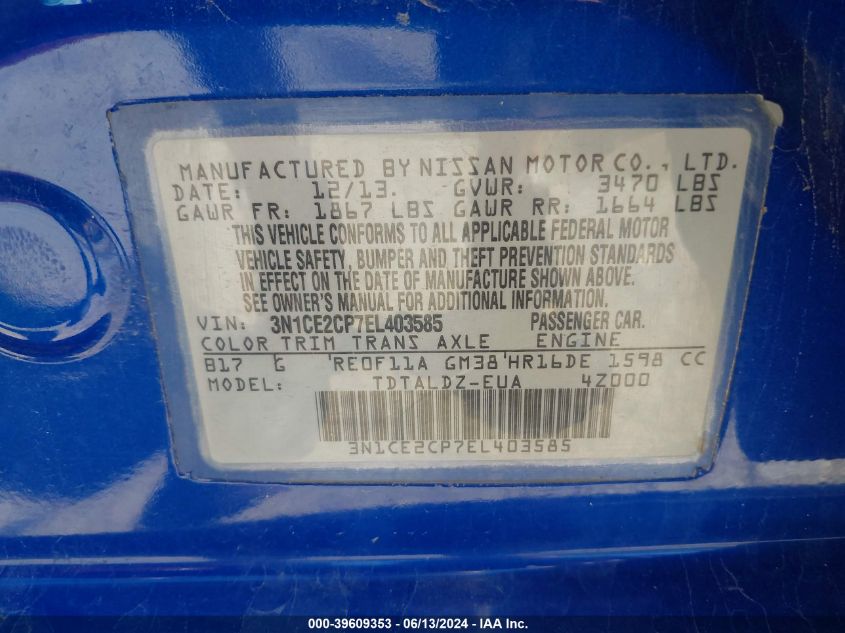 MANUFACTURED BY NISSAN MOTOR CO., LTD.
DATE: 12/13. GVWR: 3470 LBS
GAWR FR: 1867 LBS GAWR RR: 1664 LBS
THIS VEHICLE CONFORMS TO ALL APPLICABLE FEDERAL MOTOR
VEHICLE SAFETY, BUMPER AND THEFT PREVENTION STANDARDS
IN EFFECT ON THE DATE OF MANUFACTURE SHOWN ABOVE.
SEE OWNER'S MANUAL FOR ADDITIONAL INFORMATION.
VIN: 3N1CE2CP7EL403585 PASSENGER CAR.
COLOR TRIM TRANS AXLE ENGINE
B17 G RE0F11A GM38 HR16DE 1598 CC
MODEL: TDTALDZ-EUA 4Z000
3N1CE2CP7EL403585
000-39609353 - 06/13/2024 - IAA Inc.